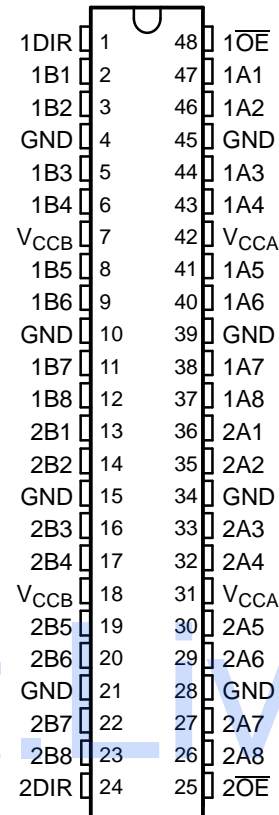 1DIR 1 48 1O̅E̅
1B1 2 47 1A1
1B2 3 46 1A2
GND 4 45 GND
1B3 5 44 1A3
1B4 6 43 1A4
VCCB 7 42 VCCA
1B5 8 41 1A5
1B6 9 40 1A6
GND 10 39 GND
1B7 11 38 1A7
1B8 12 37 1A8
2B1 13 36 2A1
2B2 14 35 2A2
GND 15 34 GND
2B3 16 33 2A3
2B4 17 32 2A4
VCCB 18 31 VCCA
2B5 19 30 2A5
2B6 20 29 2A6
GND 21 28 GND
2B7 22 27 2A7
2B8 23 26 2A8
2DIR 24 25 2O̅E̅